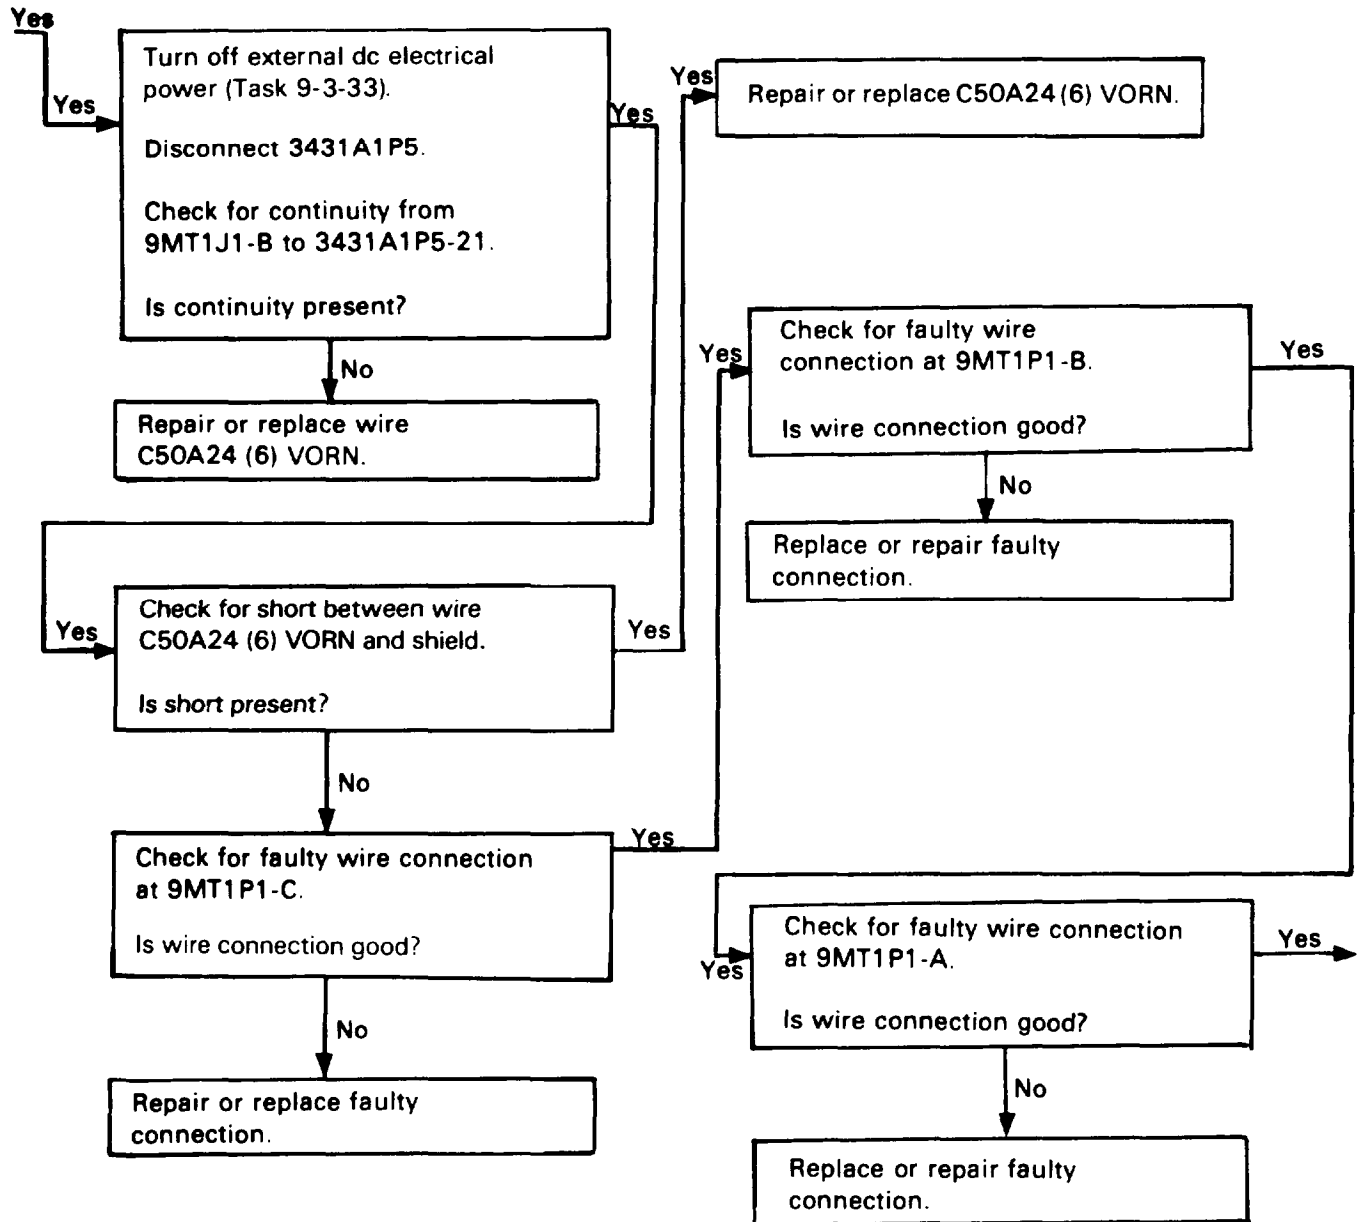 Yes
Yes
Turn off external dc electrical
power (Task 9-3-33).
Disconnect 3431A1P5.
Check for continuity from
9MT1J1-B to 3431A1P5-21.
Is continuity present?
Yes
No
Repair or replace wire
C50A24 (6) VORN.
Yes
Check for short between wire
C50A24 (6) VORN and shield.
Is short present?
Yes
Yes
Repair or replace C50A24 (6) VORN.
No
Check for faulty wire connection
at 9MT1P1-C.
Is wire connection good?
Yes
No
Repair or replace faulty
connection.
Yes
Check for faulty wire
connection at 9MT1P1-B.
Is wire connection good?
Yes
No
Replace or repair faulty
connection.
Yes
Check for faulty wire connection
at 9MT1P1-A.
Is wire connection good?
Yes
No
Replace or repair faulty
connection.